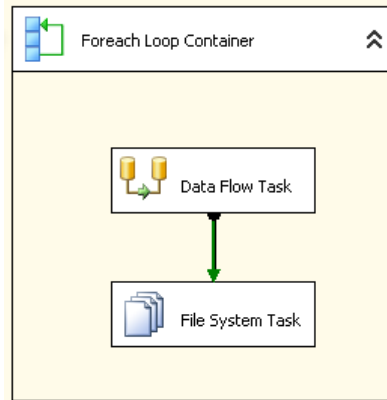 Foreach Loop Container
Data Flow Task
File System Task